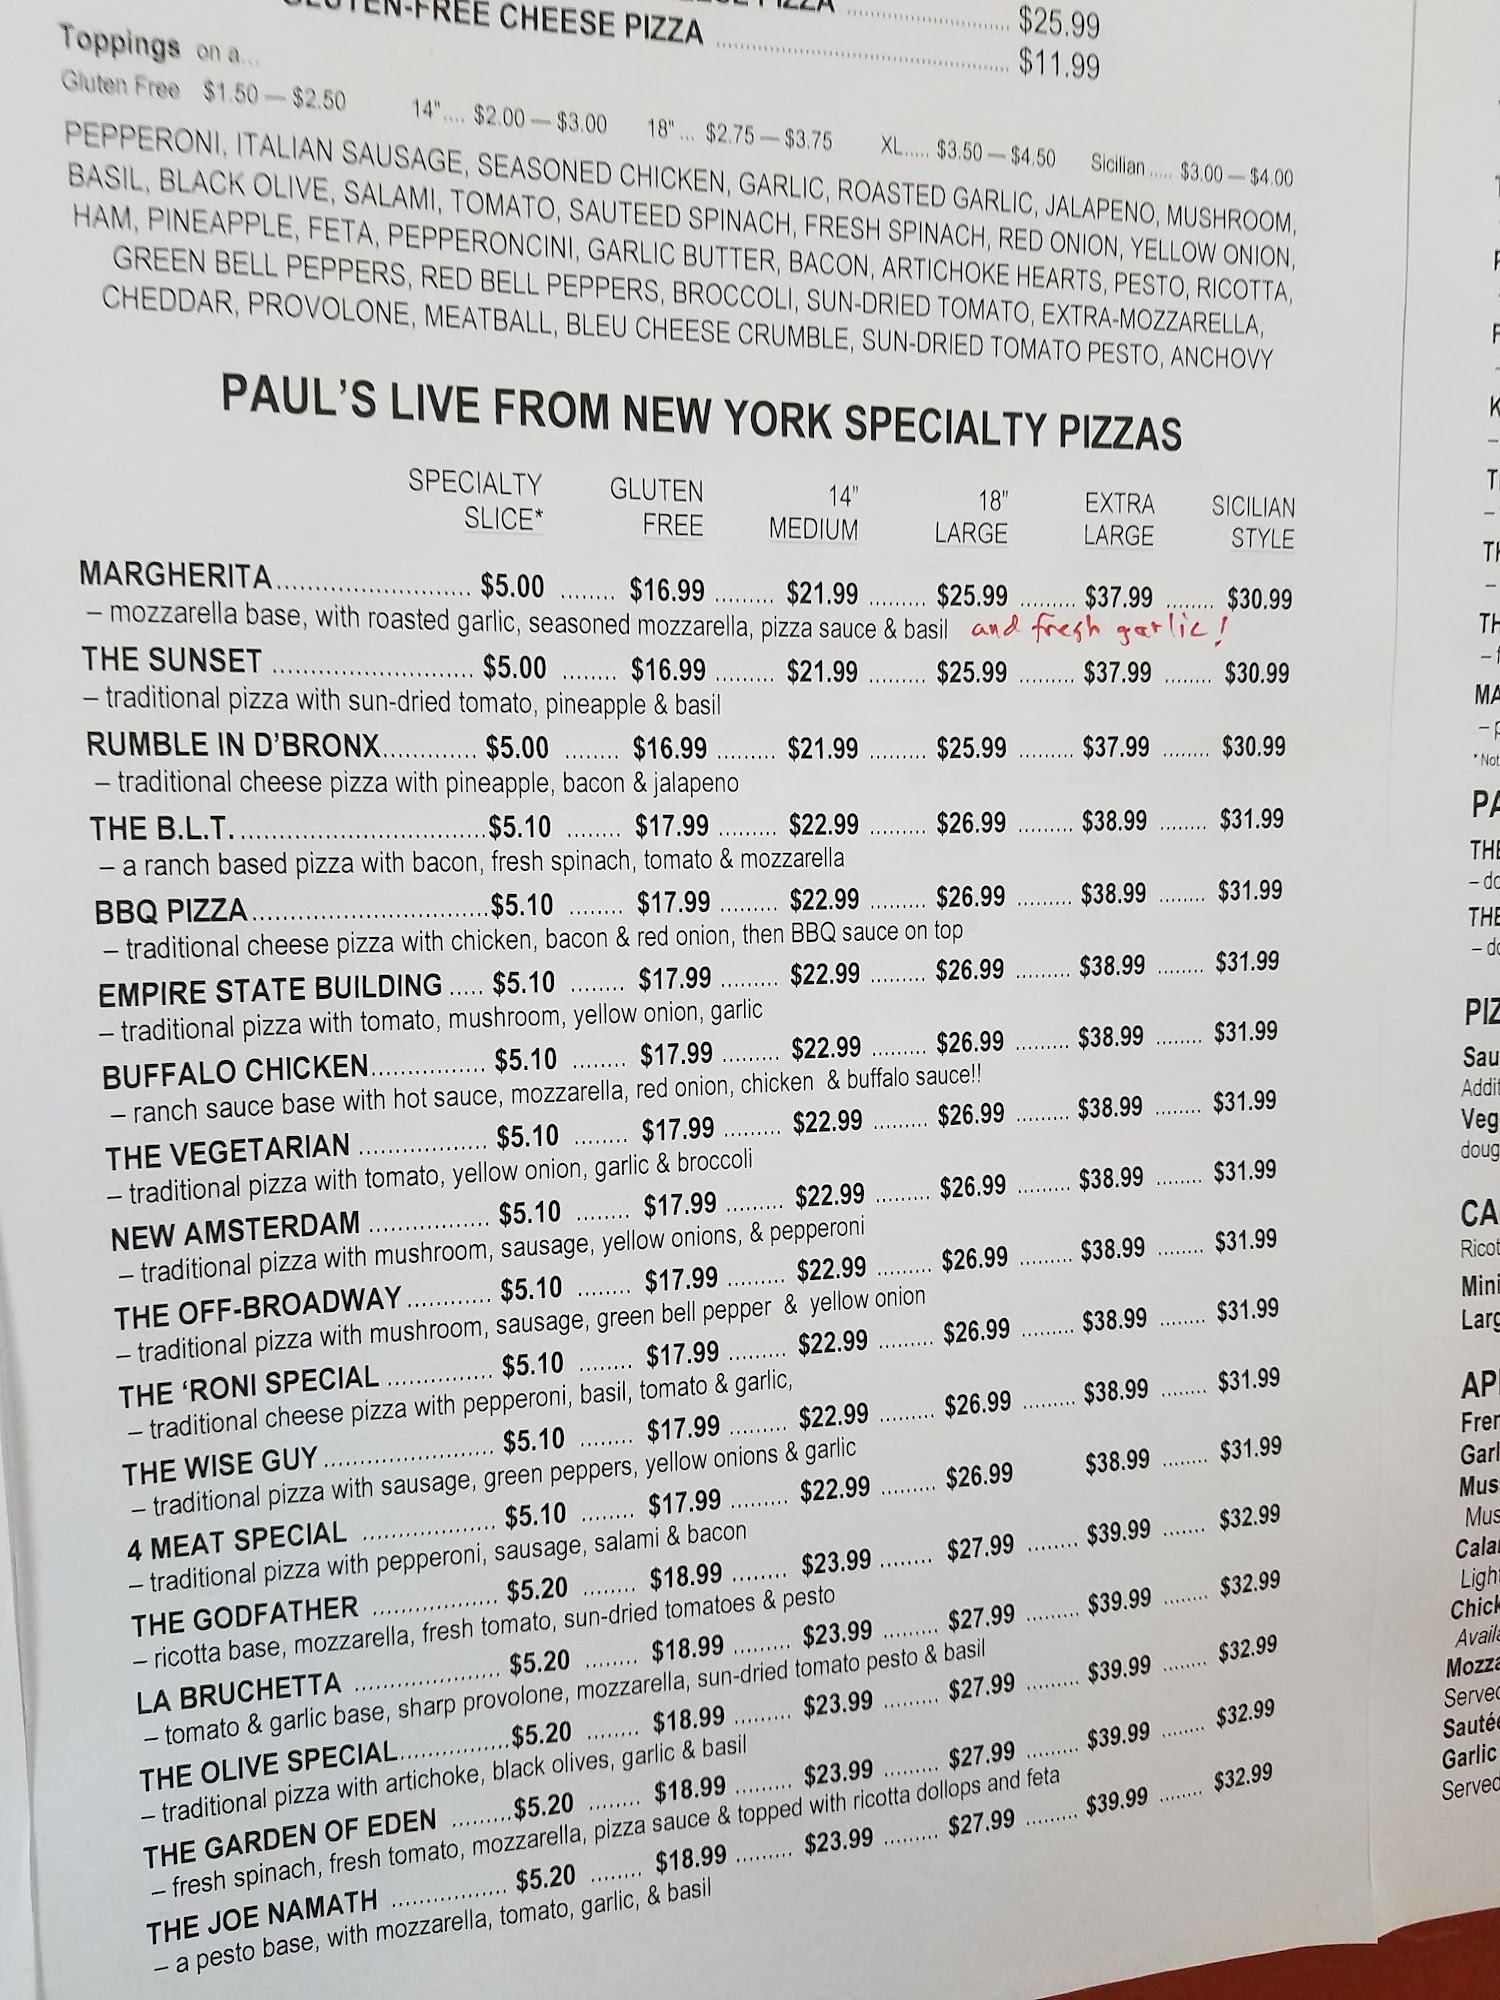 CHEESE PIZZA ........ $25.99
GLUTEN-FREE CHEESE PIZZA ........ $11.99
Toppings on a...
Gluten Free $1.50 — $2.50 14".... $2.00 — $3.00 18" ... $2.75 — $3.75 XL..... $3.50 — $4.50 Sicilian ..... $3.00 — $4.00
PEPPERONI, ITALIAN SAUSAGE, SEASONED CHICKEN, GARLIC, ROASTED GARLIC, JALAPENO, MUSHROOM,
BASIL, BLACK OLIVE, SALAMI, TOMATO, SAUTEED SPINACH, FRESH SPINACH, RED ONION, YELLOW ONION,
HAM, PINEAPPLE, FETA, PEPPERONCINI, GARLIC BUTTER, BACON, ARTICHOKE HEARTS, PESTO, RICOTTA,
GREEN BELL PEPPERS, RED BELL PEPPERS, BROCCOLI, SUN-DRIED TOMATO, EXTRA-MOZZARELLA,
CHEDDAR, PROVOLONE, MEATBALL, BLEU CHEESE CRUMBLE, SUN-DRIED TOMATO PESTO, ANCHOVY
PAUL'S LIVE FROM NEW YORK SPECIALTY PIZZAS
SPECIALTY GLUTEN 14" 18" EXTRA SICILIAN
SLICE* FREE MEDIUM LARGE LARGE STYLE
MARGHERITA ........ $5.00 ........ $16.99 ........ $21.99 ........ $25.99 ........ $37.99 ........ $30.99
– mozzarella base, with roasted garlic, seasoned mozzarella, pizza sauce & basil and fresh garlic!
THE SUNSET ........ $5.00 ........ $16.99 ........ $21.99 ........ $25.99 ........ $37.99 ........ $30.99
– traditional pizza with sun-dried tomato, pineapple & basil
RUMBLE IN D'BRONX ........ $5.00 ........ $16.99 ........ $21.99 ........ $25.99 ........ $37.99 ........ $30.99
– traditional cheese pizza with pineapple, bacon & jalapeno
THE B.L.T. ........ $5.10 ........ $17.99 ........ $22.99 ........ $26.99 ........ $38.99 ........ $31.99
– a ranch based pizza with bacon, fresh spinach, tomato & mozzarella
BBQ PIZZA ........ $5.10 ........ $17.99 ........ $22.99 ........ $26.99 ........ $38.99 ........ $31.99
– traditional cheese pizza with chicken, bacon & red onion, then BBQ sauce on top
EMPIRE STATE BUILDING ..... $5.10 ........ $17.99 ........ $22.99 ........ $26.99 ........ $38.99 ........ $31.99
– traditional pizza with tomato, mushroom, yellow onion, garlic
BUFFALO CHICKEN ........ $5.10 ........ $17.99 ........ $22.99 ........ $26.99 ........ $38.99 ........ $31.99
– ranch sauce base with hot sauce, mozzarella, red onion, chicken & buffalo sauce!!
THE VEGETARIAN ........ $5.10 ........ $17.99 ........ $22.99 ........ $26.99 ........ $38.99 ........ $31.99
– traditional pizza with tomato, yellow onion, garlic & broccoli
NEW AMSTERDAM ........ $5.10 ........ $17.99 ........ $22.99 ........ $26.99 ........ $38.99 ........ $31.99
– traditional pizza with mushroom, sausage, yellow onions, & pepperoni
THE OFF-BROADWAY ........ $5.10 ........ $17.99 ........ $22.99 ........ $26.99 ........ $38.99 ........ $31.99
– traditional pizza with mushroom, sausage, green bell pepper & yellow onion
THE 'RONI SPECIAL ........ $5.10 ........ $17.99 ........ $22.99 ........ $26.99 ........ $38.99 ........ $31.99
– traditional cheese pizza with pepperoni, basil, tomato & garlic,
THE WISE GUY ........ $5.10 ........ $17.99 ........ $22.99 ........ $26.99 ........ $38.99 ........ $31.99
– traditional pizza with sausage, green peppers, yellow onions & garlic
4 MEAT SPECIAL ........ $5.10 ........ $17.99 ........ $22.99 ........ $26.99 $38.99 ........ $31.99
– traditional pizza with pepperoni, sausage, salami & bacon
THE GODFATHER ........ $5.20 ........ $18.99 ........ $23.99 ........ $27.99 ........ $39.99 ....... $32.99
– ricotta base, mozzarella, fresh tomato, sun-dried tomatoes & pesto
LA BRUCHETTA ........ $5.20 ........ $18.99 ........ $23.99 ........ $27.99 ........ $39.99 ........ $32.99
– tomato & garlic base, sharp provolone, mozzarella, sun-dried tomato pesto & basil
THE OLIVE SPECIAL ........ $5.20 ........ $18.99 ........ $23.99 ........ $27.99 ........ $39.99 ........ $32.99
– traditional pizza with artichoke, black olives, garlic & basil
THE GARDEN OF EDEN ........ $5.20 ........ $18.99 ........ $23.99 ........ $27.99 ........ $39.99 ........ $32.99
– fresh spinach, fresh tomato, mozzarella, pizza sauce & topped with ricotta dollops and feta
THE JOE NAMATH ........ $5.20 ........ $18.99 ........ $23.99 ........ $27.99 ........ $39.99 ........ $32.99
– a pesto base, with mozzarella, tomato, garlic, & basil
THE
THE
Mini
Garlic
Served